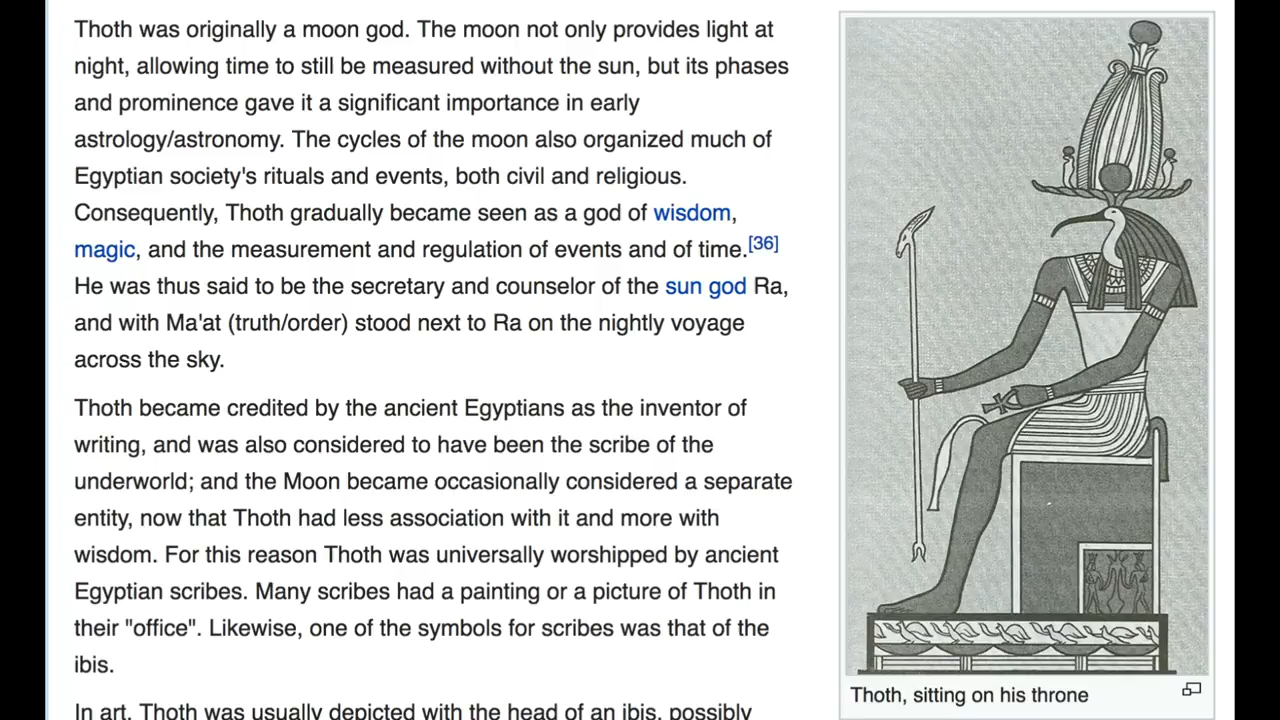 Thoth was originally a moon god. The moon not only provides light at
night, allowing time to still be measured without the sun, but its phases
and prominence gave it a significant importance in early
astrology/astronomy. The cycles of the moon also organized much of
Egyptian society's rituals and events, both civil and religious.
Consequently, Thoth gradually became seen as a god of wisdom,
magic, and the measurement and regulation of events and of time.[36]
He was thus said to be the secretary and counselor of the sun god Ra,
and with Ma'at (truth/order) stood next to Ra on the nightly voyage
across the sky.
Thoth became credited by the ancient Egyptians as the inventor of
writing, and was also considered to have been the scribe of the
underworld; and the Moon became occasionally considered a separate
entity, now that Thoth had less association with it and more with
wisdom. For this reason Thoth was universally worshipped by ancient
Egyptian scribes. Many scribes had a painting or a picture of Thoth in
their "office". Likewise, one of the symbols for scribes was that of the
ibis.
In art, Thoth was usually depicted with the head of an ibis, possibly
Thoth, sitting on his throne